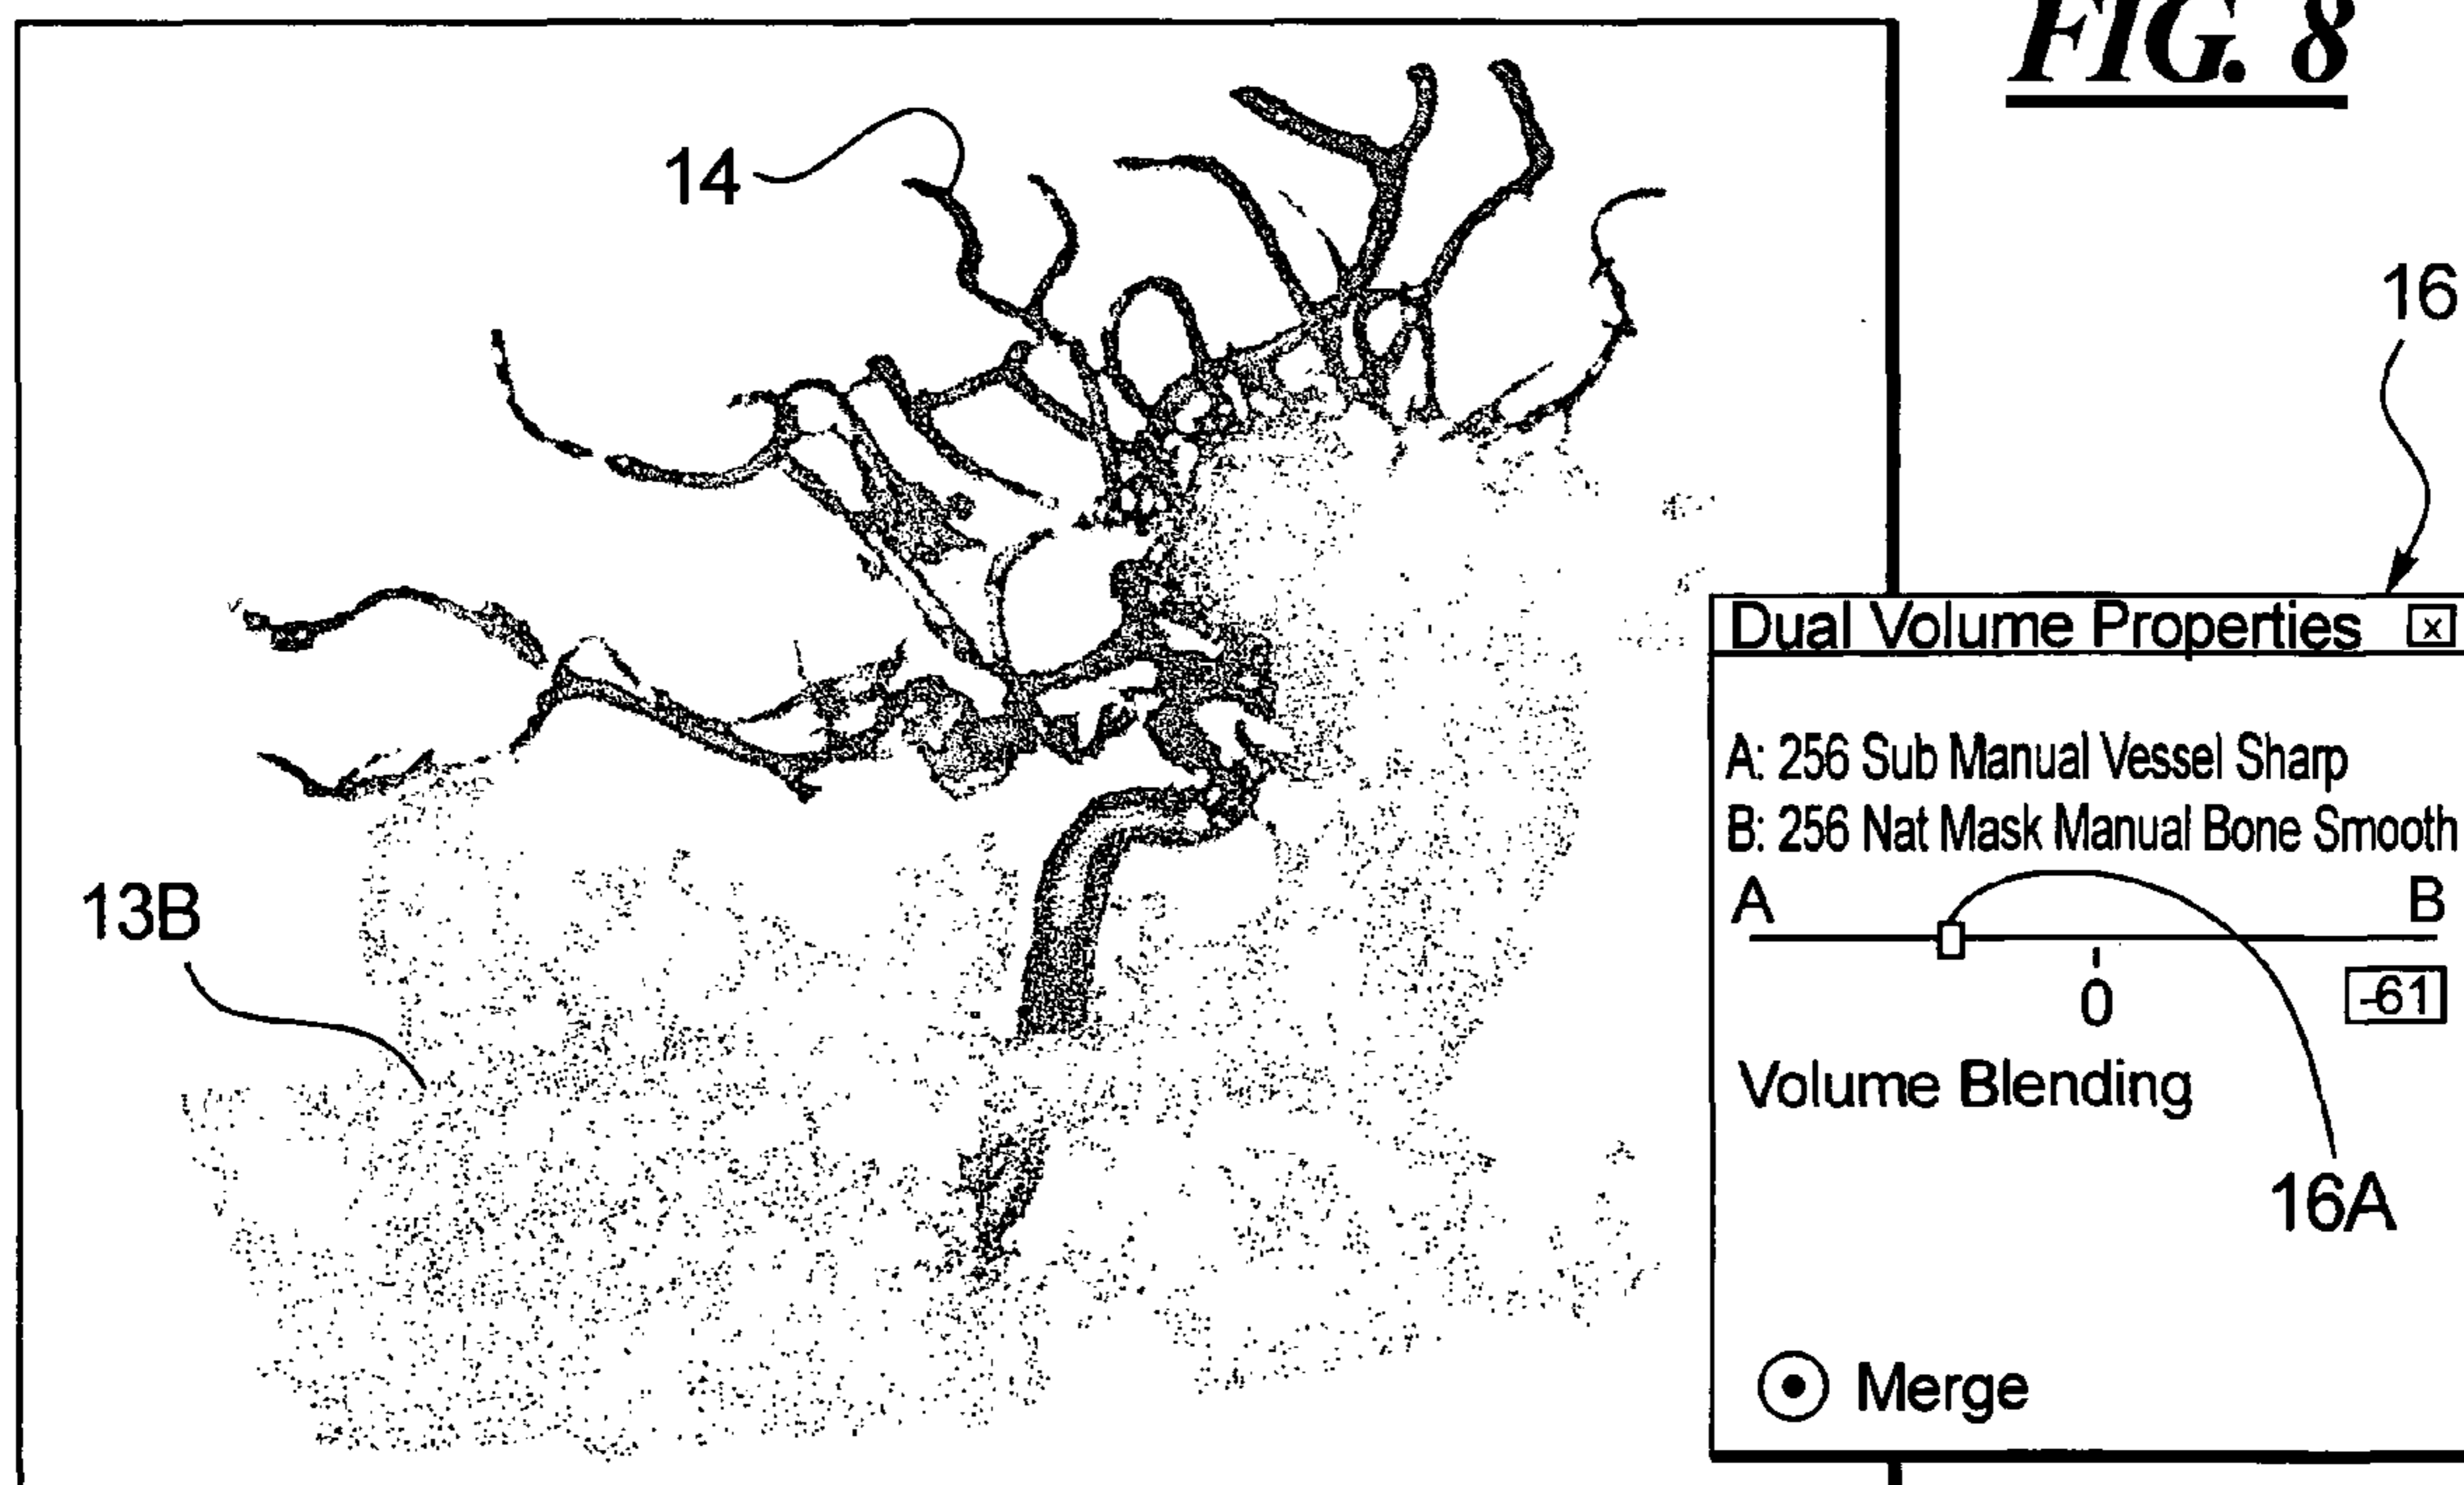 FIG. 8
14
16
Dual Volume Properties x
A: 256 Sub Manual Vessel Sharp
B: 256 Nat Mask Manual Bone Smooth
A B
13B
0 -61
Volume Blending
16A
Merge